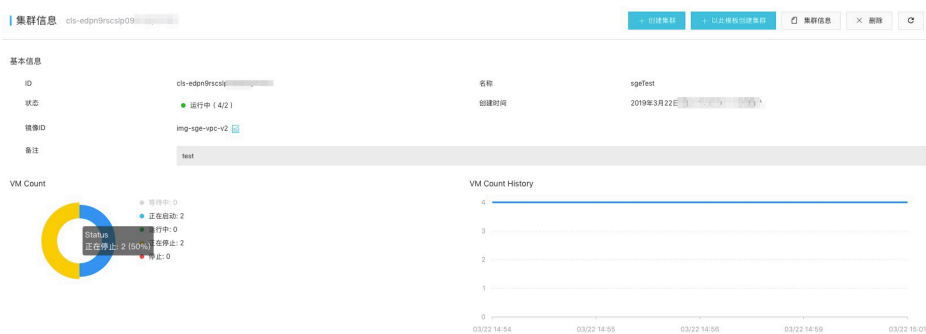 集群信息 cls-edpn9rscslp09
+ 创建集群
+ 以此模板创建集群
集群信息
删除
基本信息
ID cls-edpn9rscslp 名称 sgeTest
状态 运行中 ( 4/2 ) 创建时间 2019年3月22日
镜像ID img-sge-vpc-v2
备注 test
VM Count
等待中: 0
正在启动: 2
运行中: 0
正在停止: 2
停止: 0
Status
正在停止: 2 (50%)
VM Count History
4
3
2
1
0
03/22 14:54 03/22 14:55 03/22 14:56 03/22 14:59 03/22 15:01